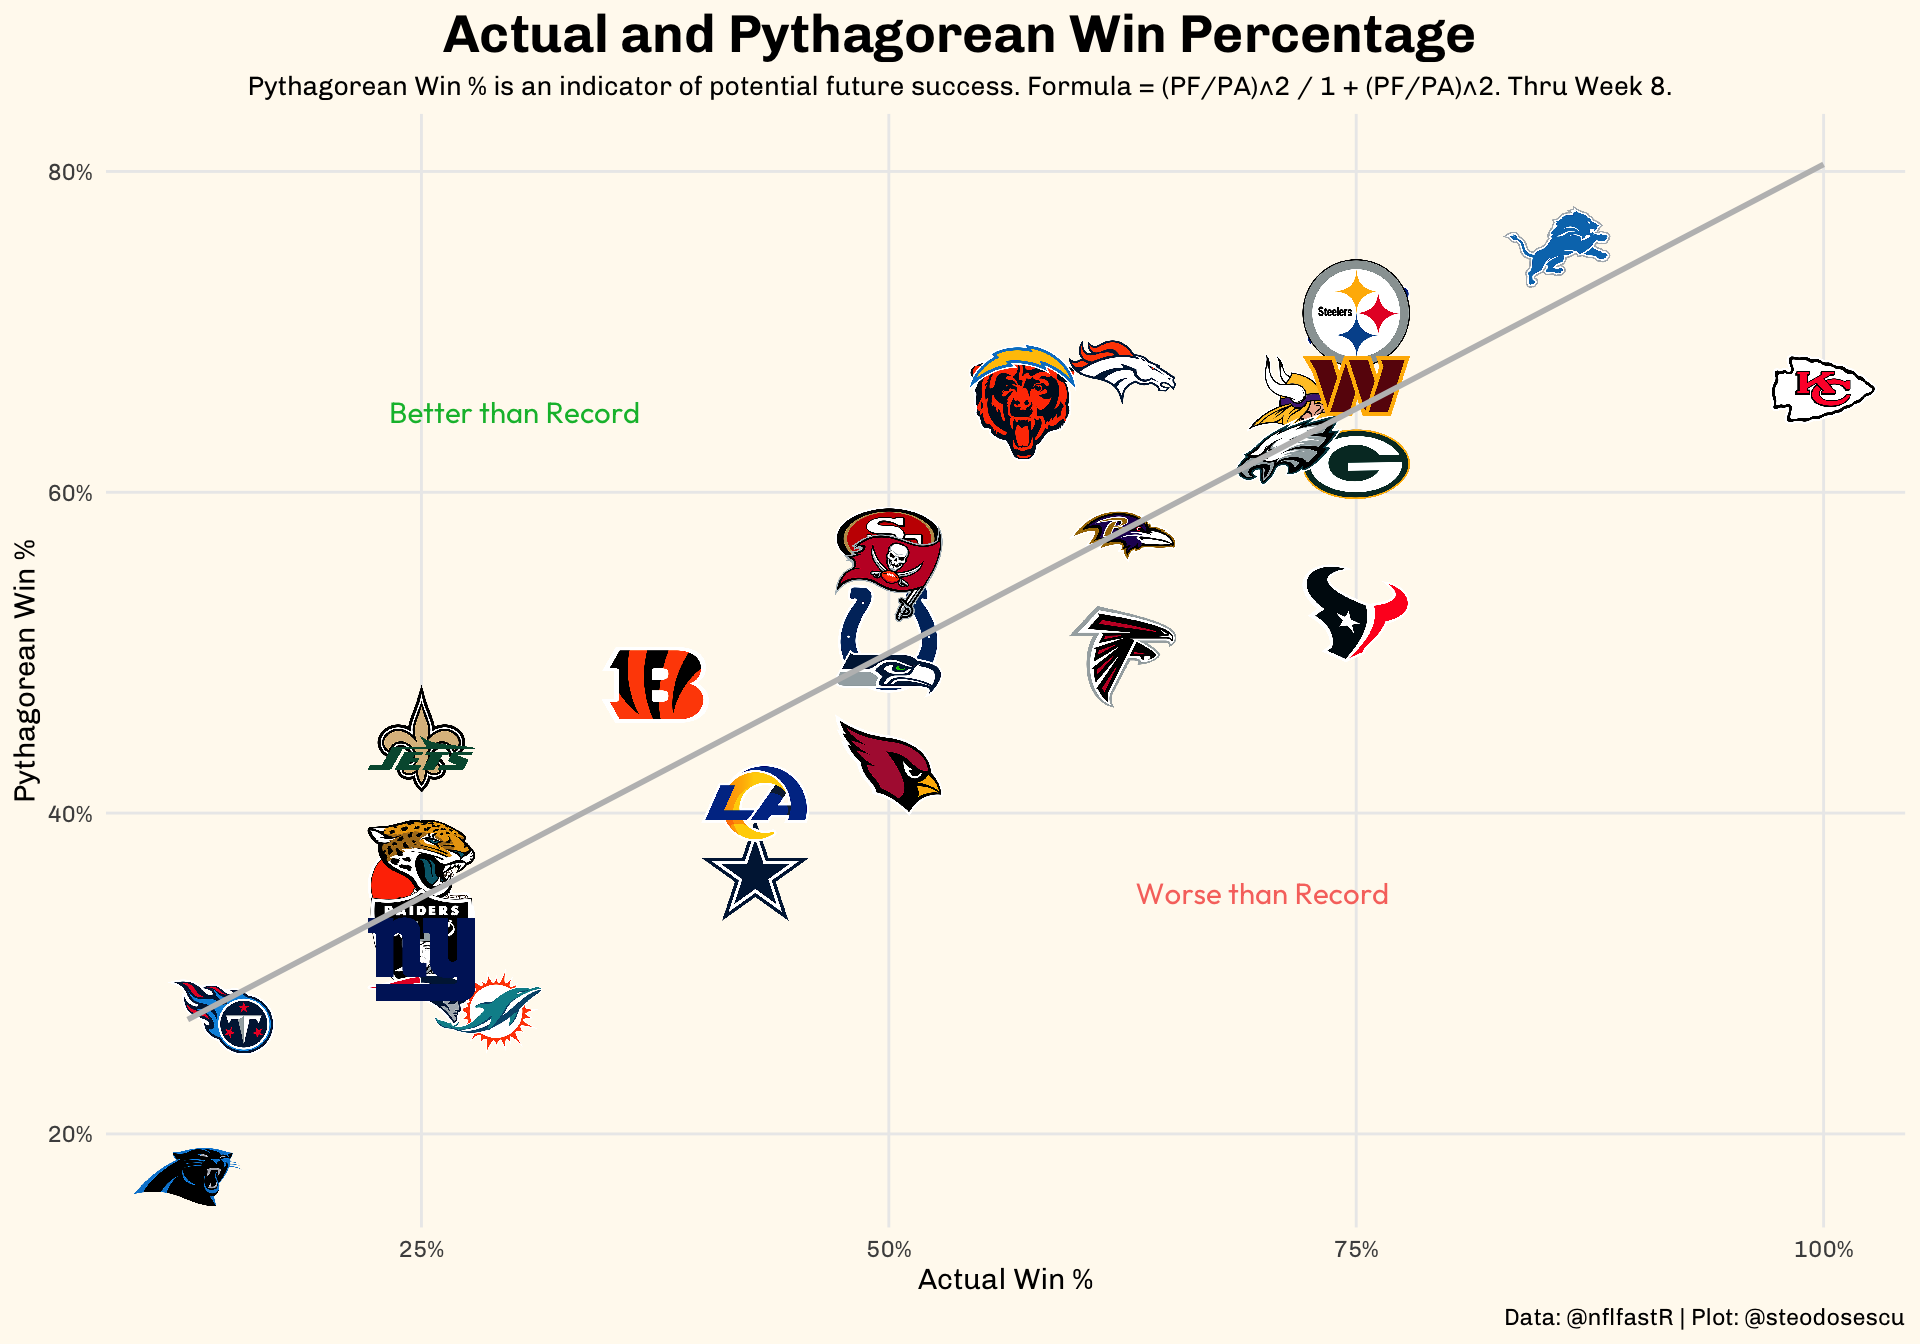 Actual and Pythagorean Win Percentage
Pythagorean Win % is an indicator of potential future success. Formula = (PF/PA)^2 / 1 + (PF/PA)^2. Thru Week 8.
80%
Steelers
W
KC
Better than Record
G
60%
Pythagorean Win %
B
JETS
LA
40%
Worse than Record
RAIDERS
ny
T
20%
25% 50% 75% 100%
Actual Win %
Data: @nflfastR | Plot: @steodosescu